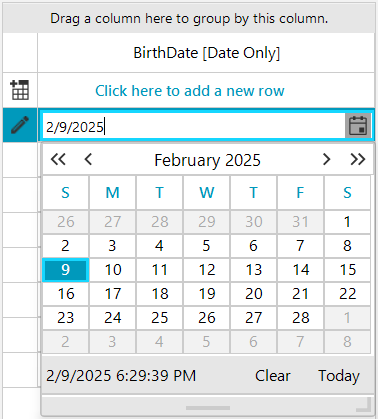 Drag a column here to group by this column.
BirthDate [Date Only]
Click here to add a new row
2/9/2025
February 2025
S M T W T F S
26 27 28 29 30 31 1
2 3 4 5 6 7 8
9 10 11 12 13 14 15
16 17 18 19 20 21 22
23 24 25 26 27 28 1
2 3 4 5 6 7 8
2/9/2025 6:29:39 PM Clear Today